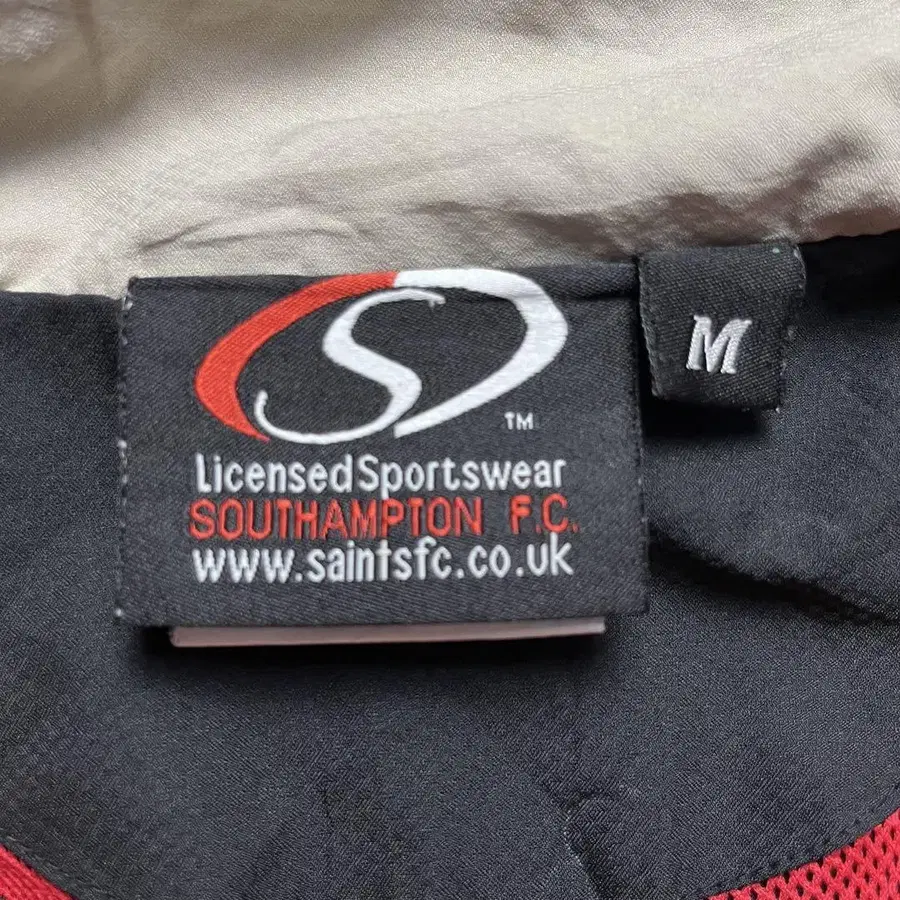 S
TM
M
Licensed Sportswear
SOUTHAMPTON F.C.
www.saintsfc.co.uk